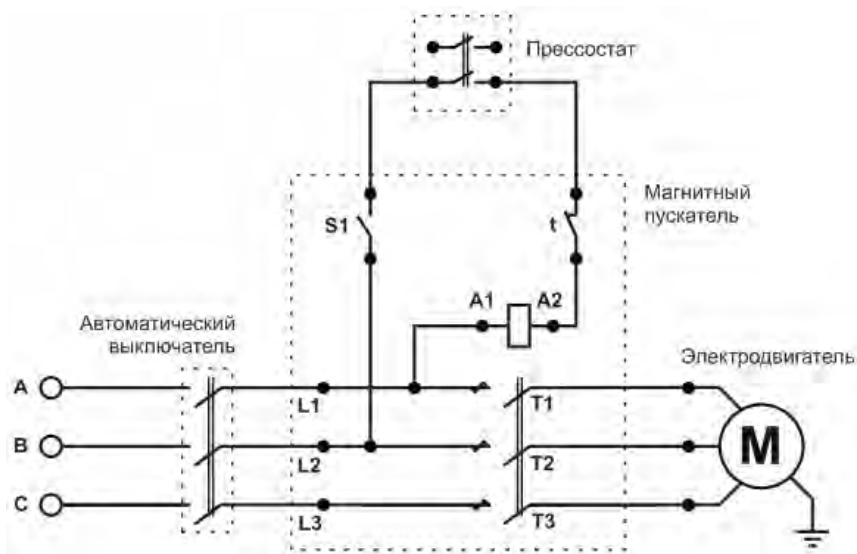 Прессостат
Магнитный
пускатель
S1
t
A1 A2
Автоматический
выключатель
Электродвигатель
A
L1
T1
B
L2
T2
M
C
L3
T3